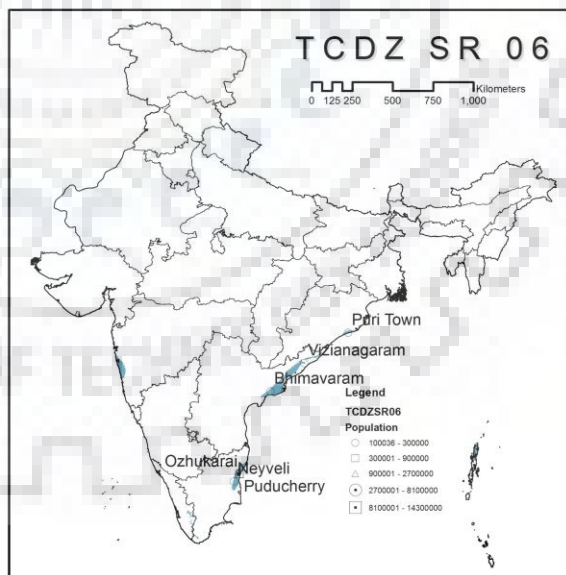 TCDZ SR 06
Kilometers
0 125 250 500 750 1,000
Puri Town
Vizianagaram
Bhimavaram
Legend
TCDZSR06
Population
100036 - 300000
300001 - 900000
900001 - 2700000
2700001 - 8100000
8100001 - 14300000
Ozhukarai
Neyveli
Puducherry